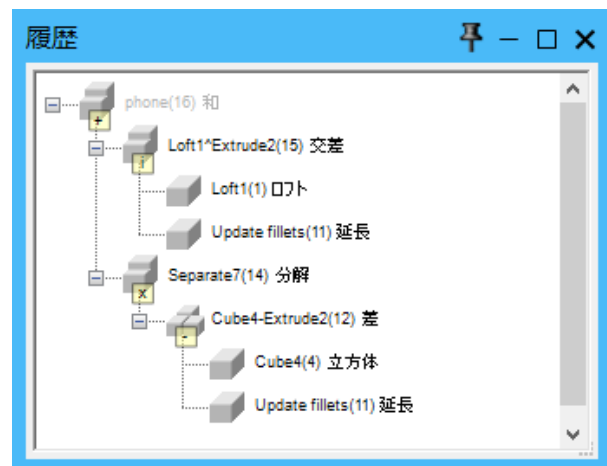 履歴
phone(16) 和
Loft1^Extrude2(15) 交差
Loft1(1) ロフト
Update fillets(11) 延長
Separate7(14) 分解
Cube4-Extrude2(12) 差
Cube4(4) 立方体
Update fillets(11) 延長